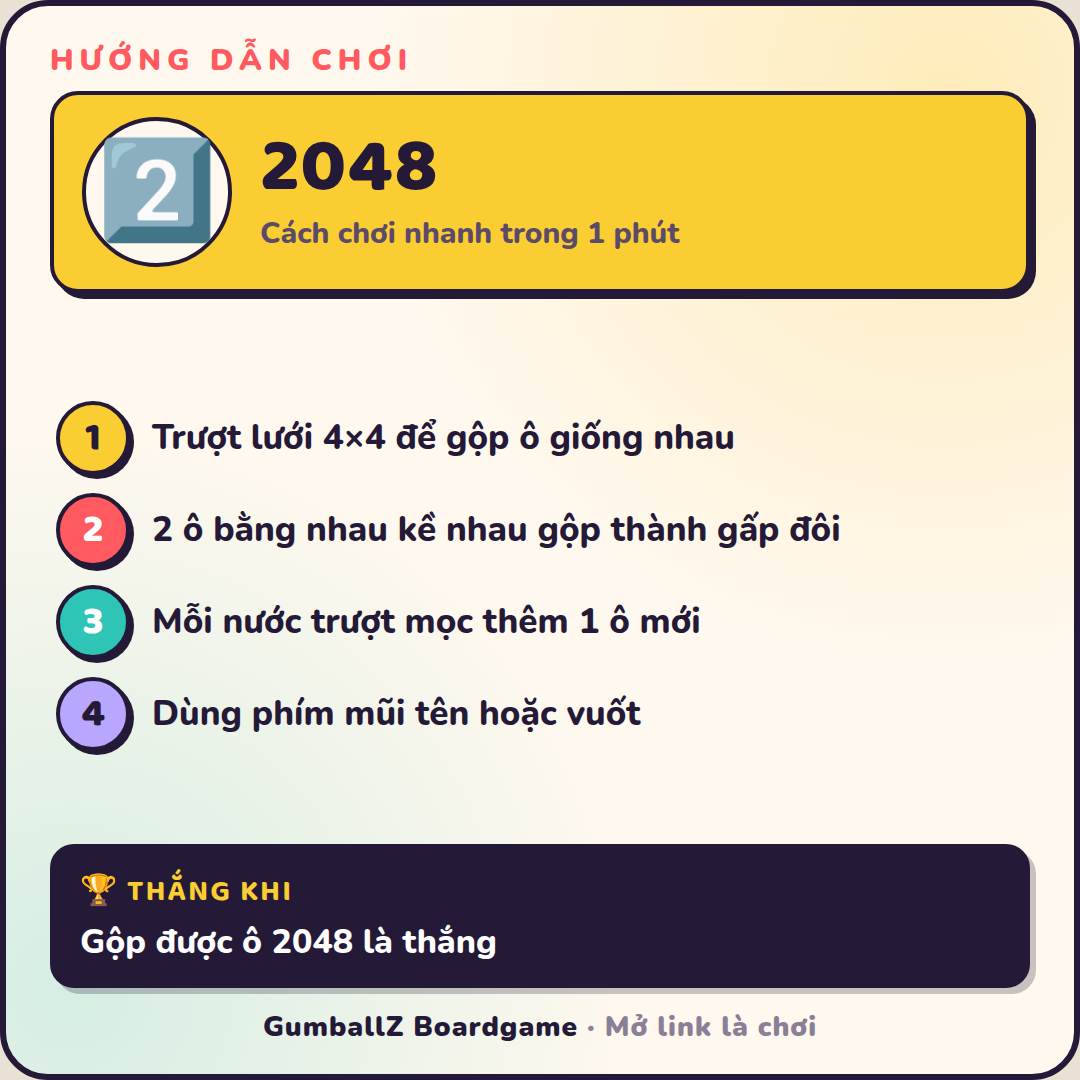 HƯỚNG DẪN CHƠI
2
2048
Cách chơi nhanh trong 1 phút
1 Trượt lưới 4×4 để gộp ô giống nhau
2 2 ô bằng nhau kề nhau gộp thành gấp đôi
3 Mỗi nước trượt mọc thêm 1 ô mới
4 Dùng phím mũi tên hoặc vuốt
🏆 THẮNG KHI
Gộp được ô 2048 là thắng
GumballZ Boardgame · Mở link là chơi